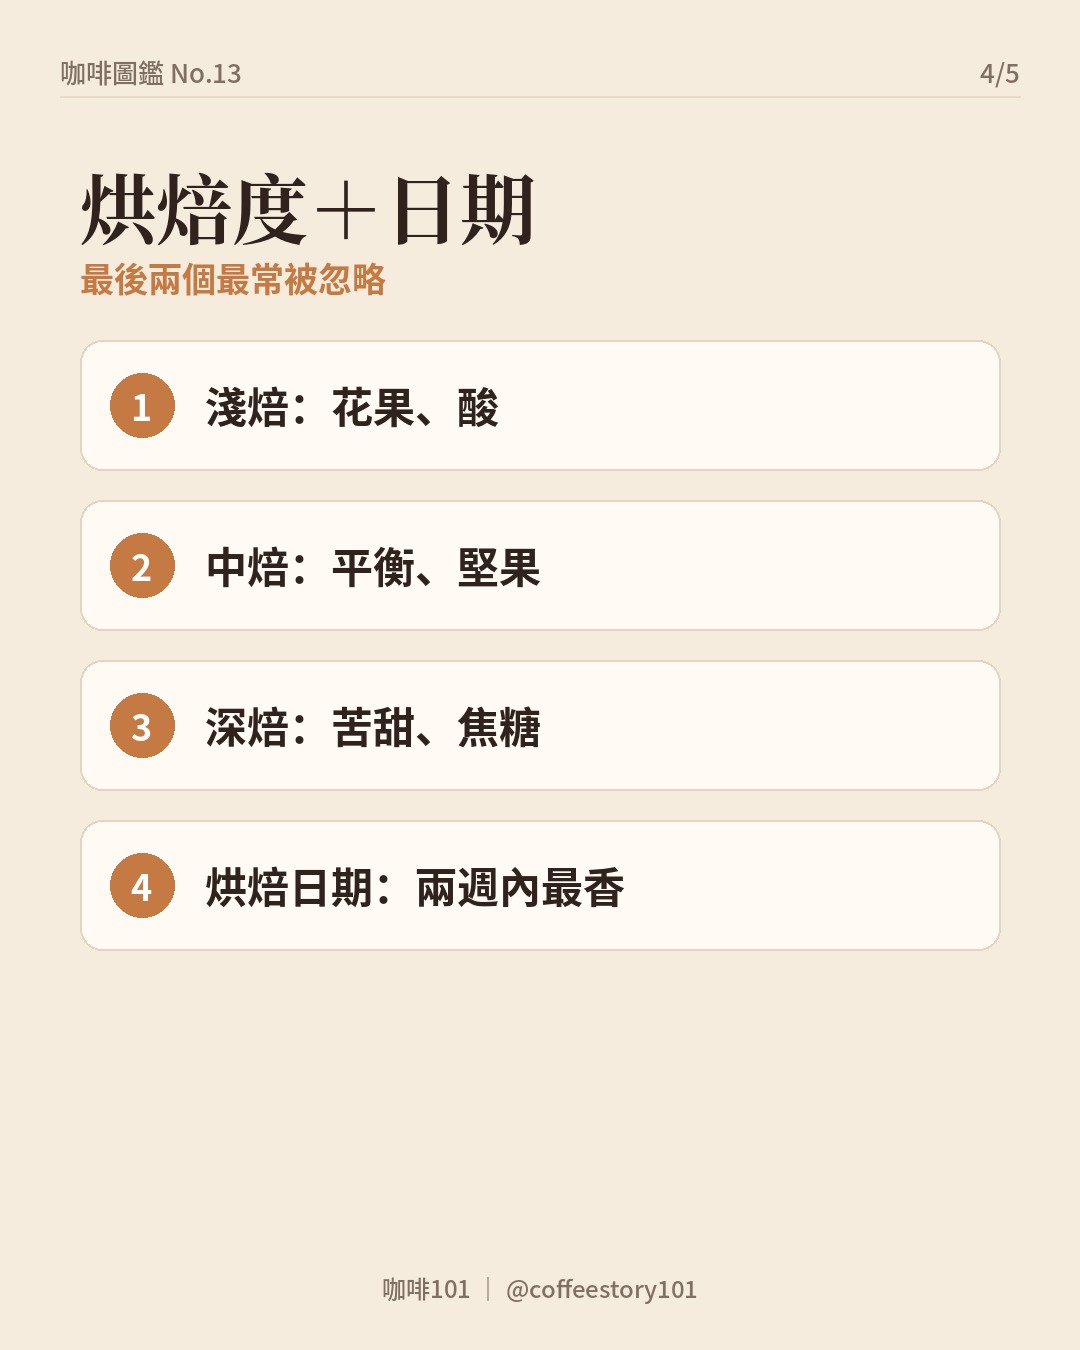 咖啡圖鑑 No.13
4/5
烘焙度＋日期
最後兩個最常被忽略
1 淺焙：花果、酸
2 中焙：平衡、堅果
3 深焙：苦甜、焦糖
4 烘焙日期：兩週內最香
咖啡101｜@coffeestory101